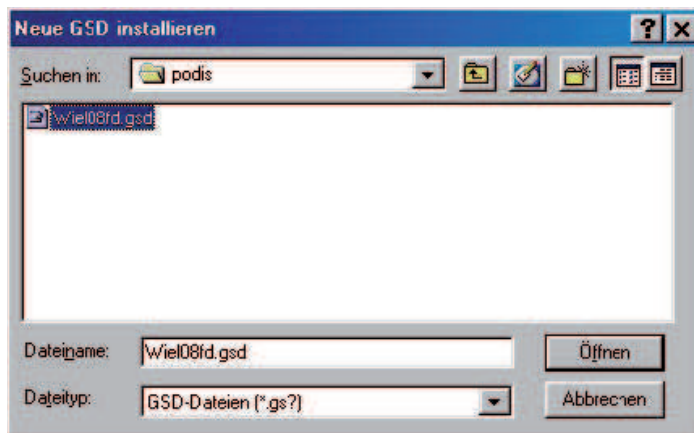 Neue GSD installieren
Suchen in: podis
Wiel08fd.gsd
Dateiname: Wiel08fd.gsd Öffnen
Dateityp: GSD-Dateien (*.gs?) Abbrechen